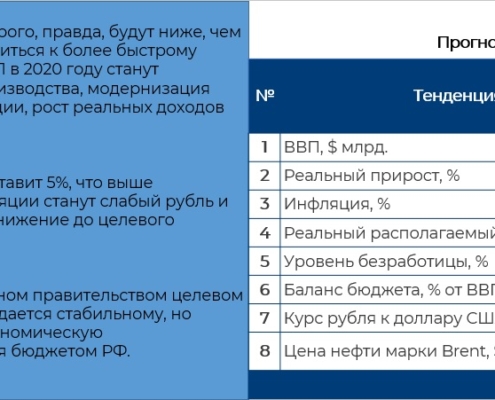 рого, правда, будут ниже, чем
иться к более быстрому
П в 2020 году станут
изводства, модернизация
ции, рост реальных доходов
тавит 5%, что выше
яции станут слабый рубль и
нижение до целевого
ном правительством целевом
дается стабильному, но
ономическую
я бюджетом РФ.
Прогно
№ Тенденция
1 ВВП, $ млрд.
2 Реальный прирост, %
3 Инфляция, %
4 Реальный располагаемый
5 Уровень безработицы, %
6 Баланс бюджета, % от ВВП
7 Курс рубля к доллару США
8 Цена нефти марки Brent, $